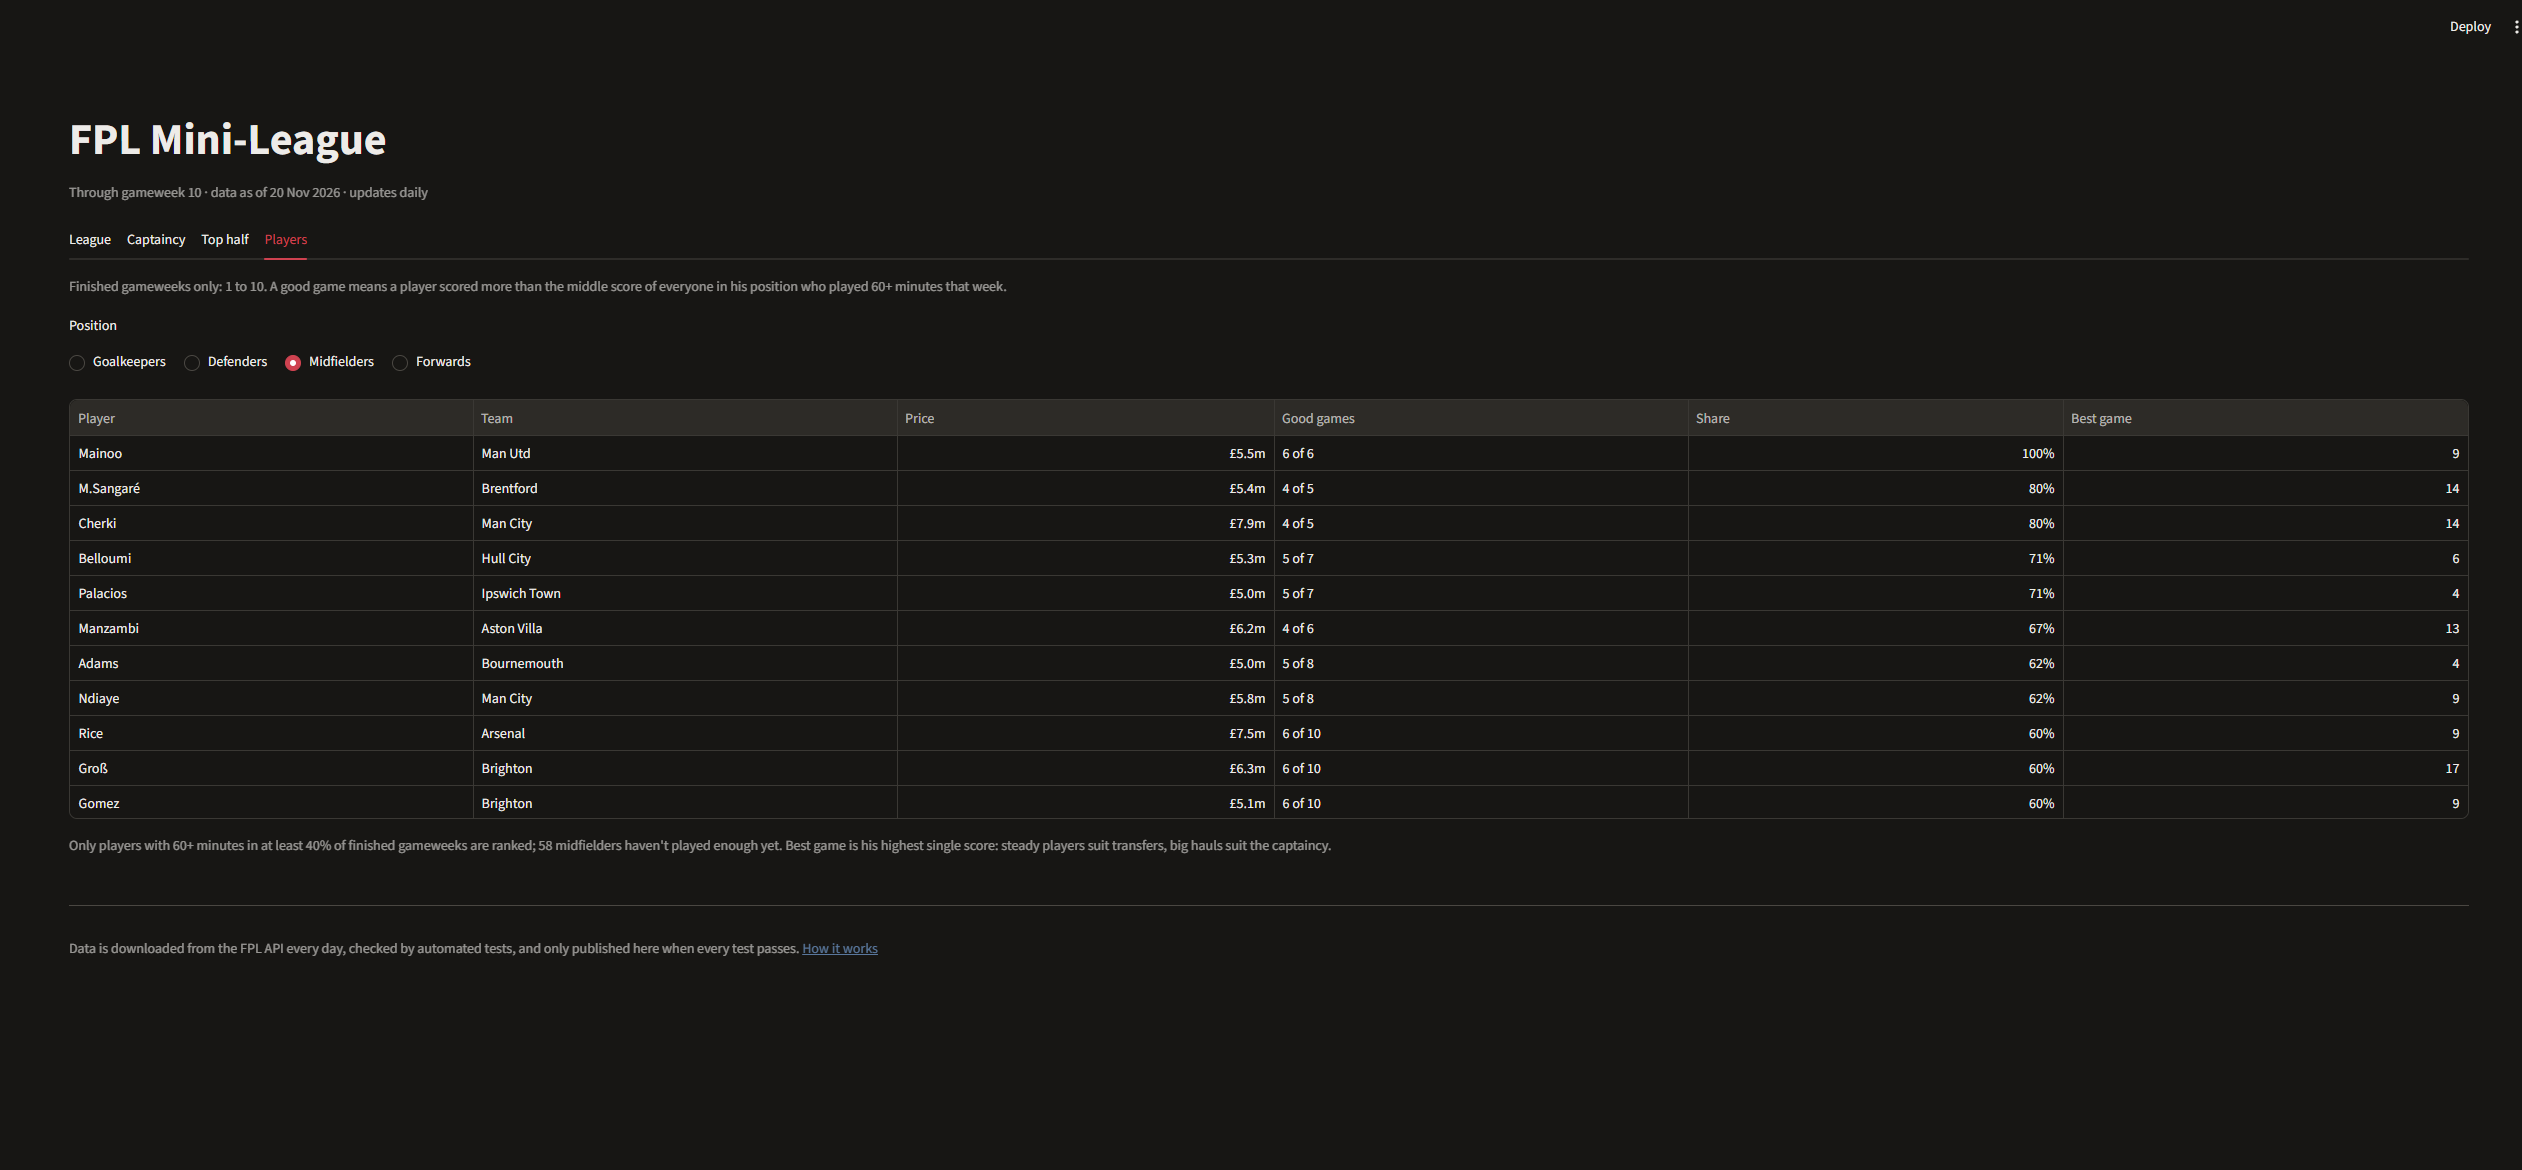 Deploy
FPL Mini-League
Through gameweek 10 · data as of 20 Nov 2026 · updates daily
League Captaincy Top half Players
Finished gameweeks only: 1 to 10. A good game means a player scored more than the middle score of everyone in his position who played 60+ minutes that week.
Position
Goalkeepers Defenders Midfielders Forwards
Player Team Price Good games Share Best game
Mainoo Man Utd £5.5m 6 of 6 100% 9
M.Sangaré Brentford £5.4m 4 of 5 80% 14
Cherki Man City £7.9m 4 of 5 80% 14
Belloumi Hull City £5.3m 5 of 7 71% 6
Palacios Ipswich Town £5.0m 5 of 7 71% 4
Manzambi Aston Villa £6.2m 4 of 6 67% 13
Adams Bournemouth £5.0m 5 of 8 62% 4
Ndiaye Man City £5.8m 5 of 8 62% 9
Rice Arsenal £7.5m 6 of 10 60% 9
Groß Brighton £6.3m 6 of 10 60% 17
Gomez Brighton £5.1m 6 of 10 60% 9
Only players with 60+ minutes in at least 40% of finished gameweeks are ranked; 58 midfielders haven't played enough yet. Best game is his highest single score: steady players suit transfers, big hauls suit the captaincy.
Data is downloaded from the FPL API every day, checked by automated tests, and only published here when every test passes. How it works